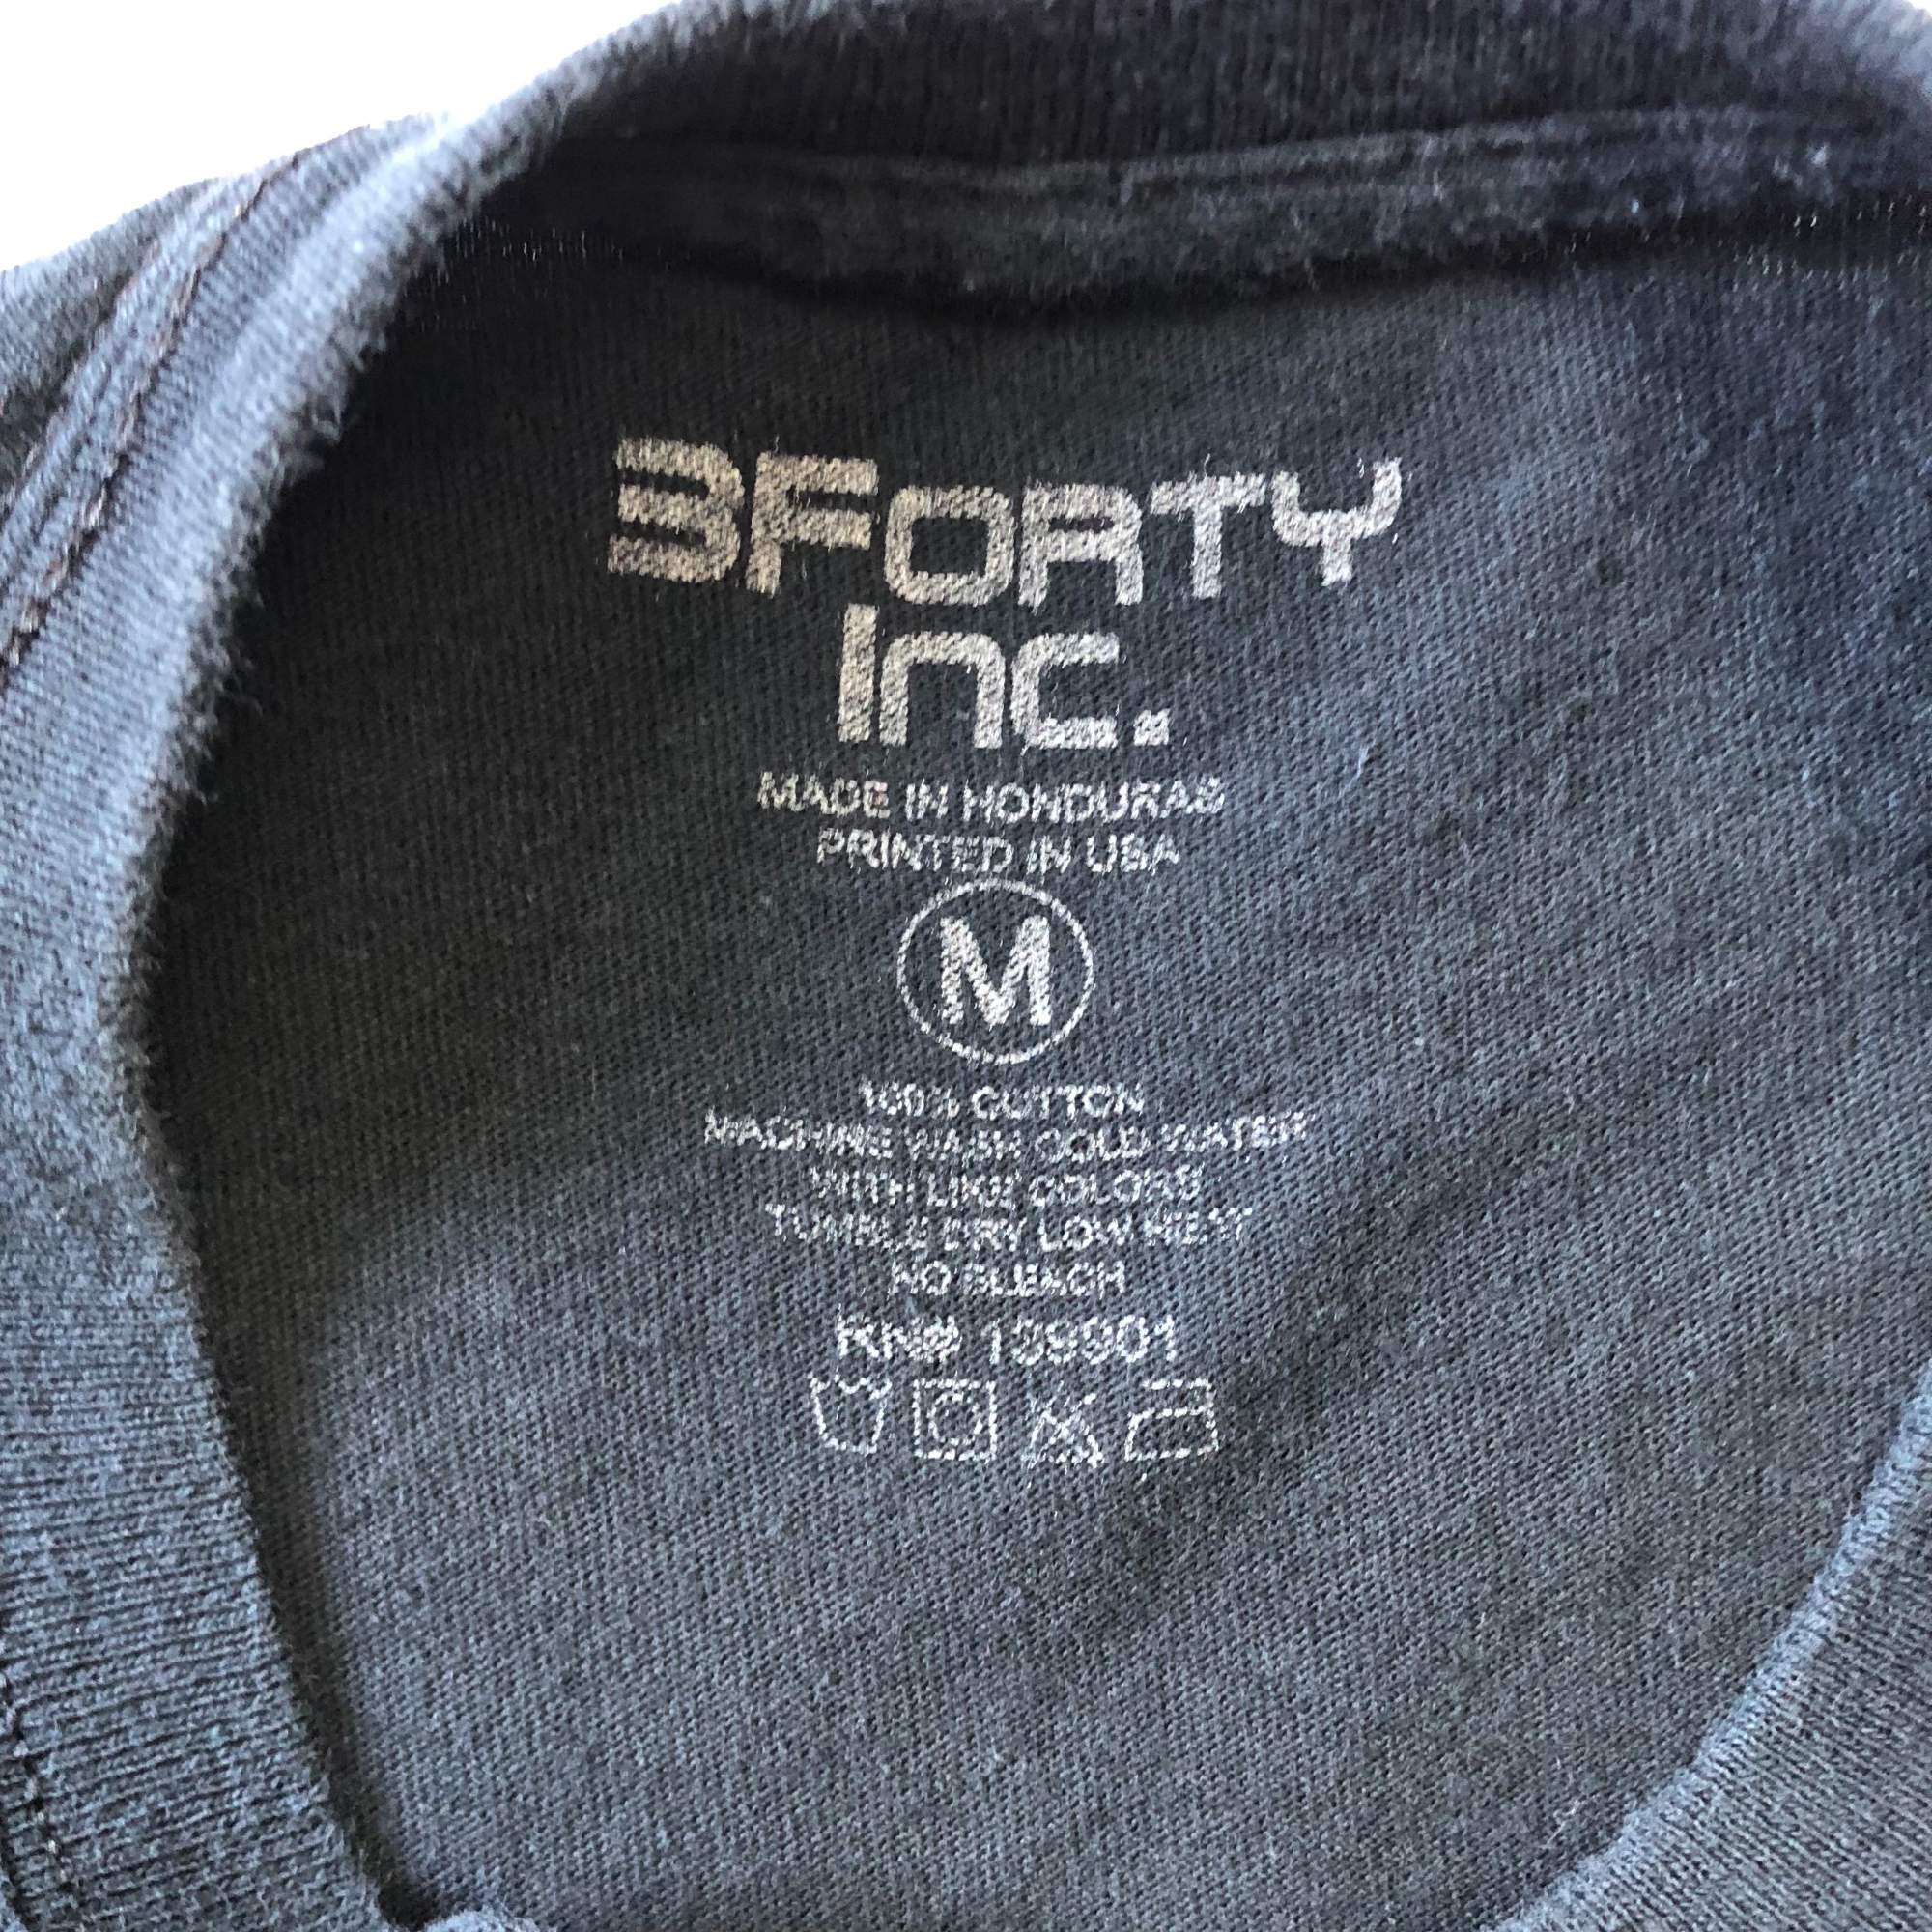 3FORTY
Inc.
MADE IN HONDURAS
PRINTED IN USA
M
100% COTTON
MACHINE WASH COLD WATER
WITH LIKE COLORS
TUMBLE DRY LOW HEAT
NO BLEACH
RN# 139901